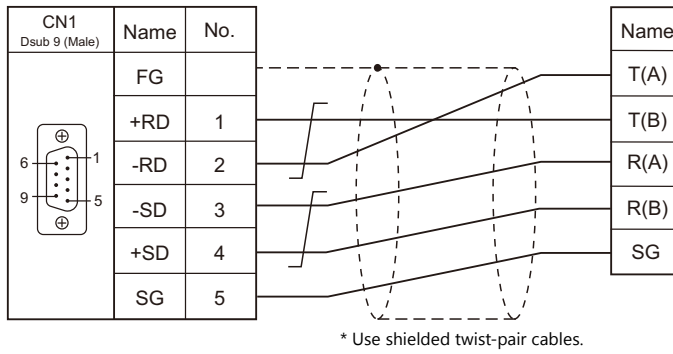 CN1
Dsub 9 (Male)
Name No.
Name
FG
T(A)
+RD 1
T(B)
-RD 2
R(A)
6
1
9
5
-SD 3
R(B)
+SD 4
SG
SG 5
* Use shielded twist-pair cables.